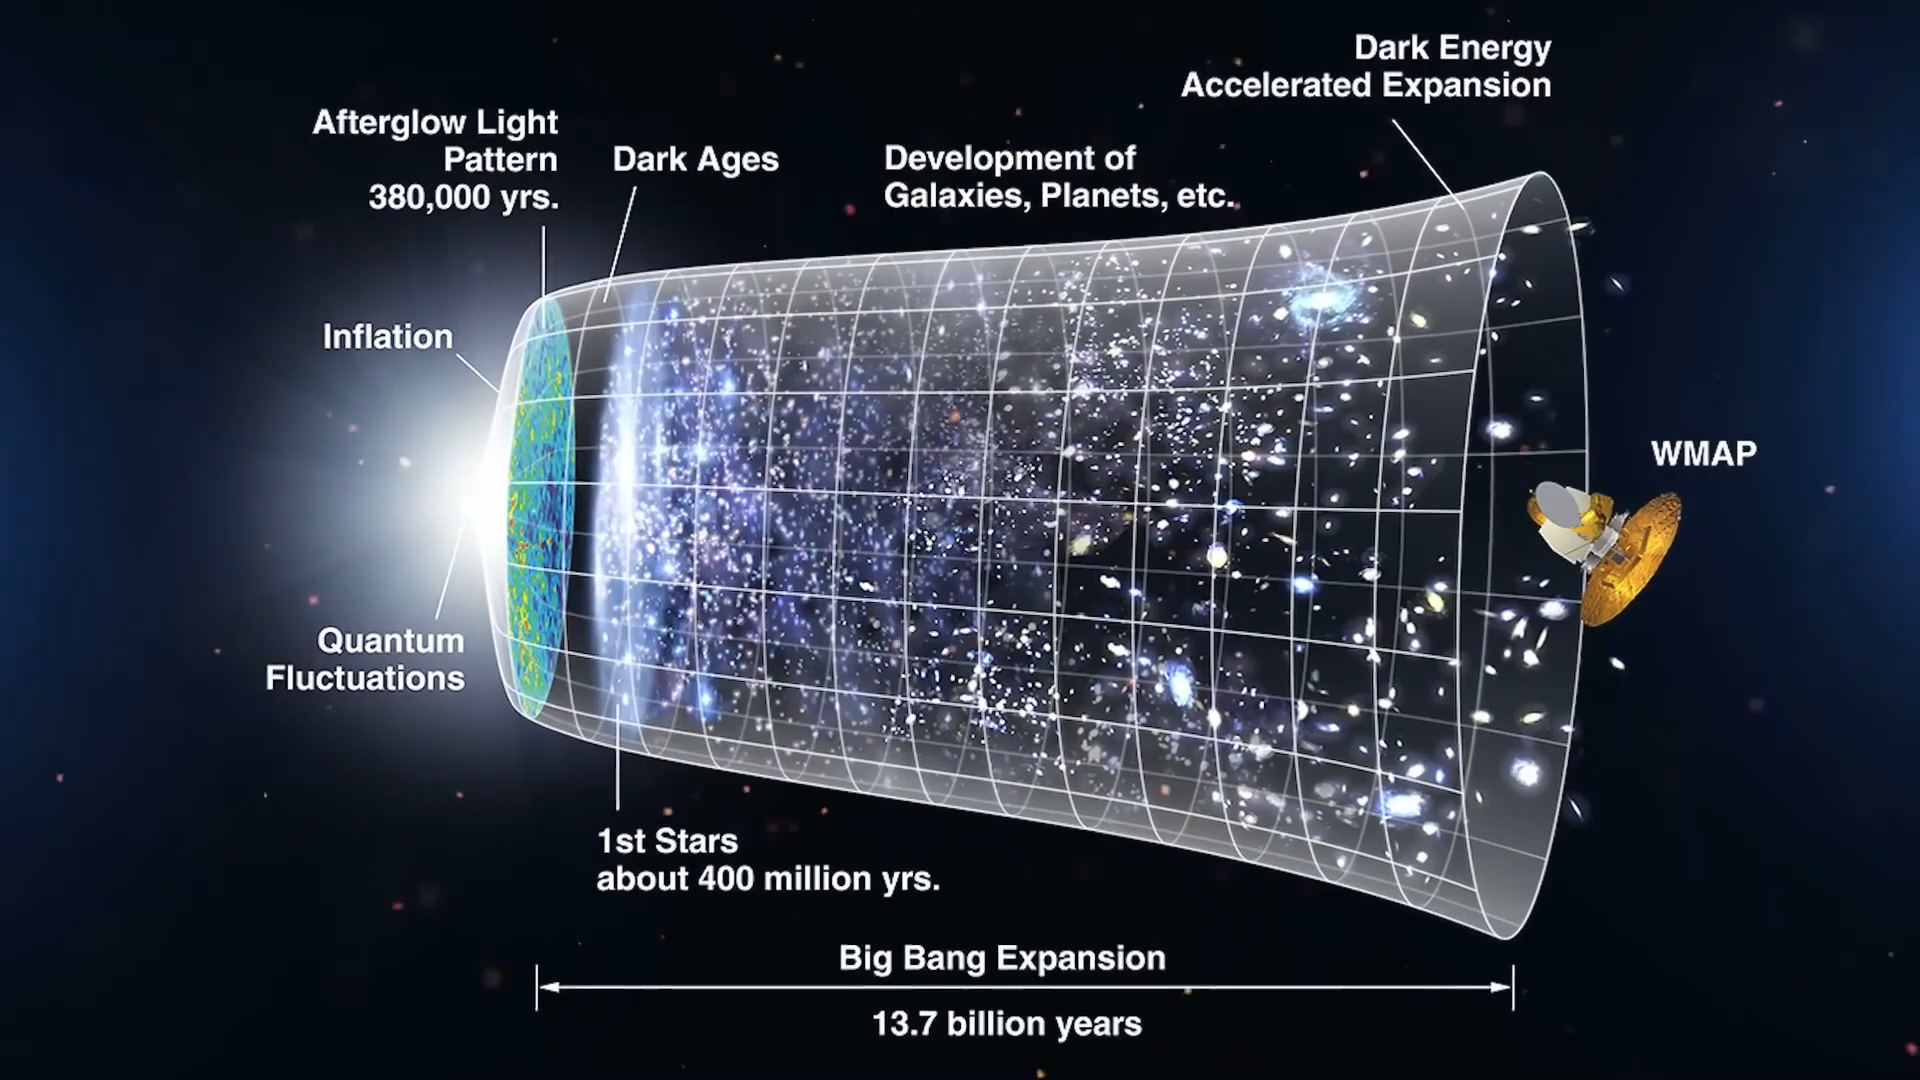 Dark Energy
Accelerated Expansion
Afterglow Light
Pattern
380,000 yrs.
Dark Ages
Development of
Galaxies, Planets, etc.
Inflation
WMAP
Quantum
Fluctuations
1st Stars
about 400 million yrs.
Big Bang Expansion
13.7 billion years